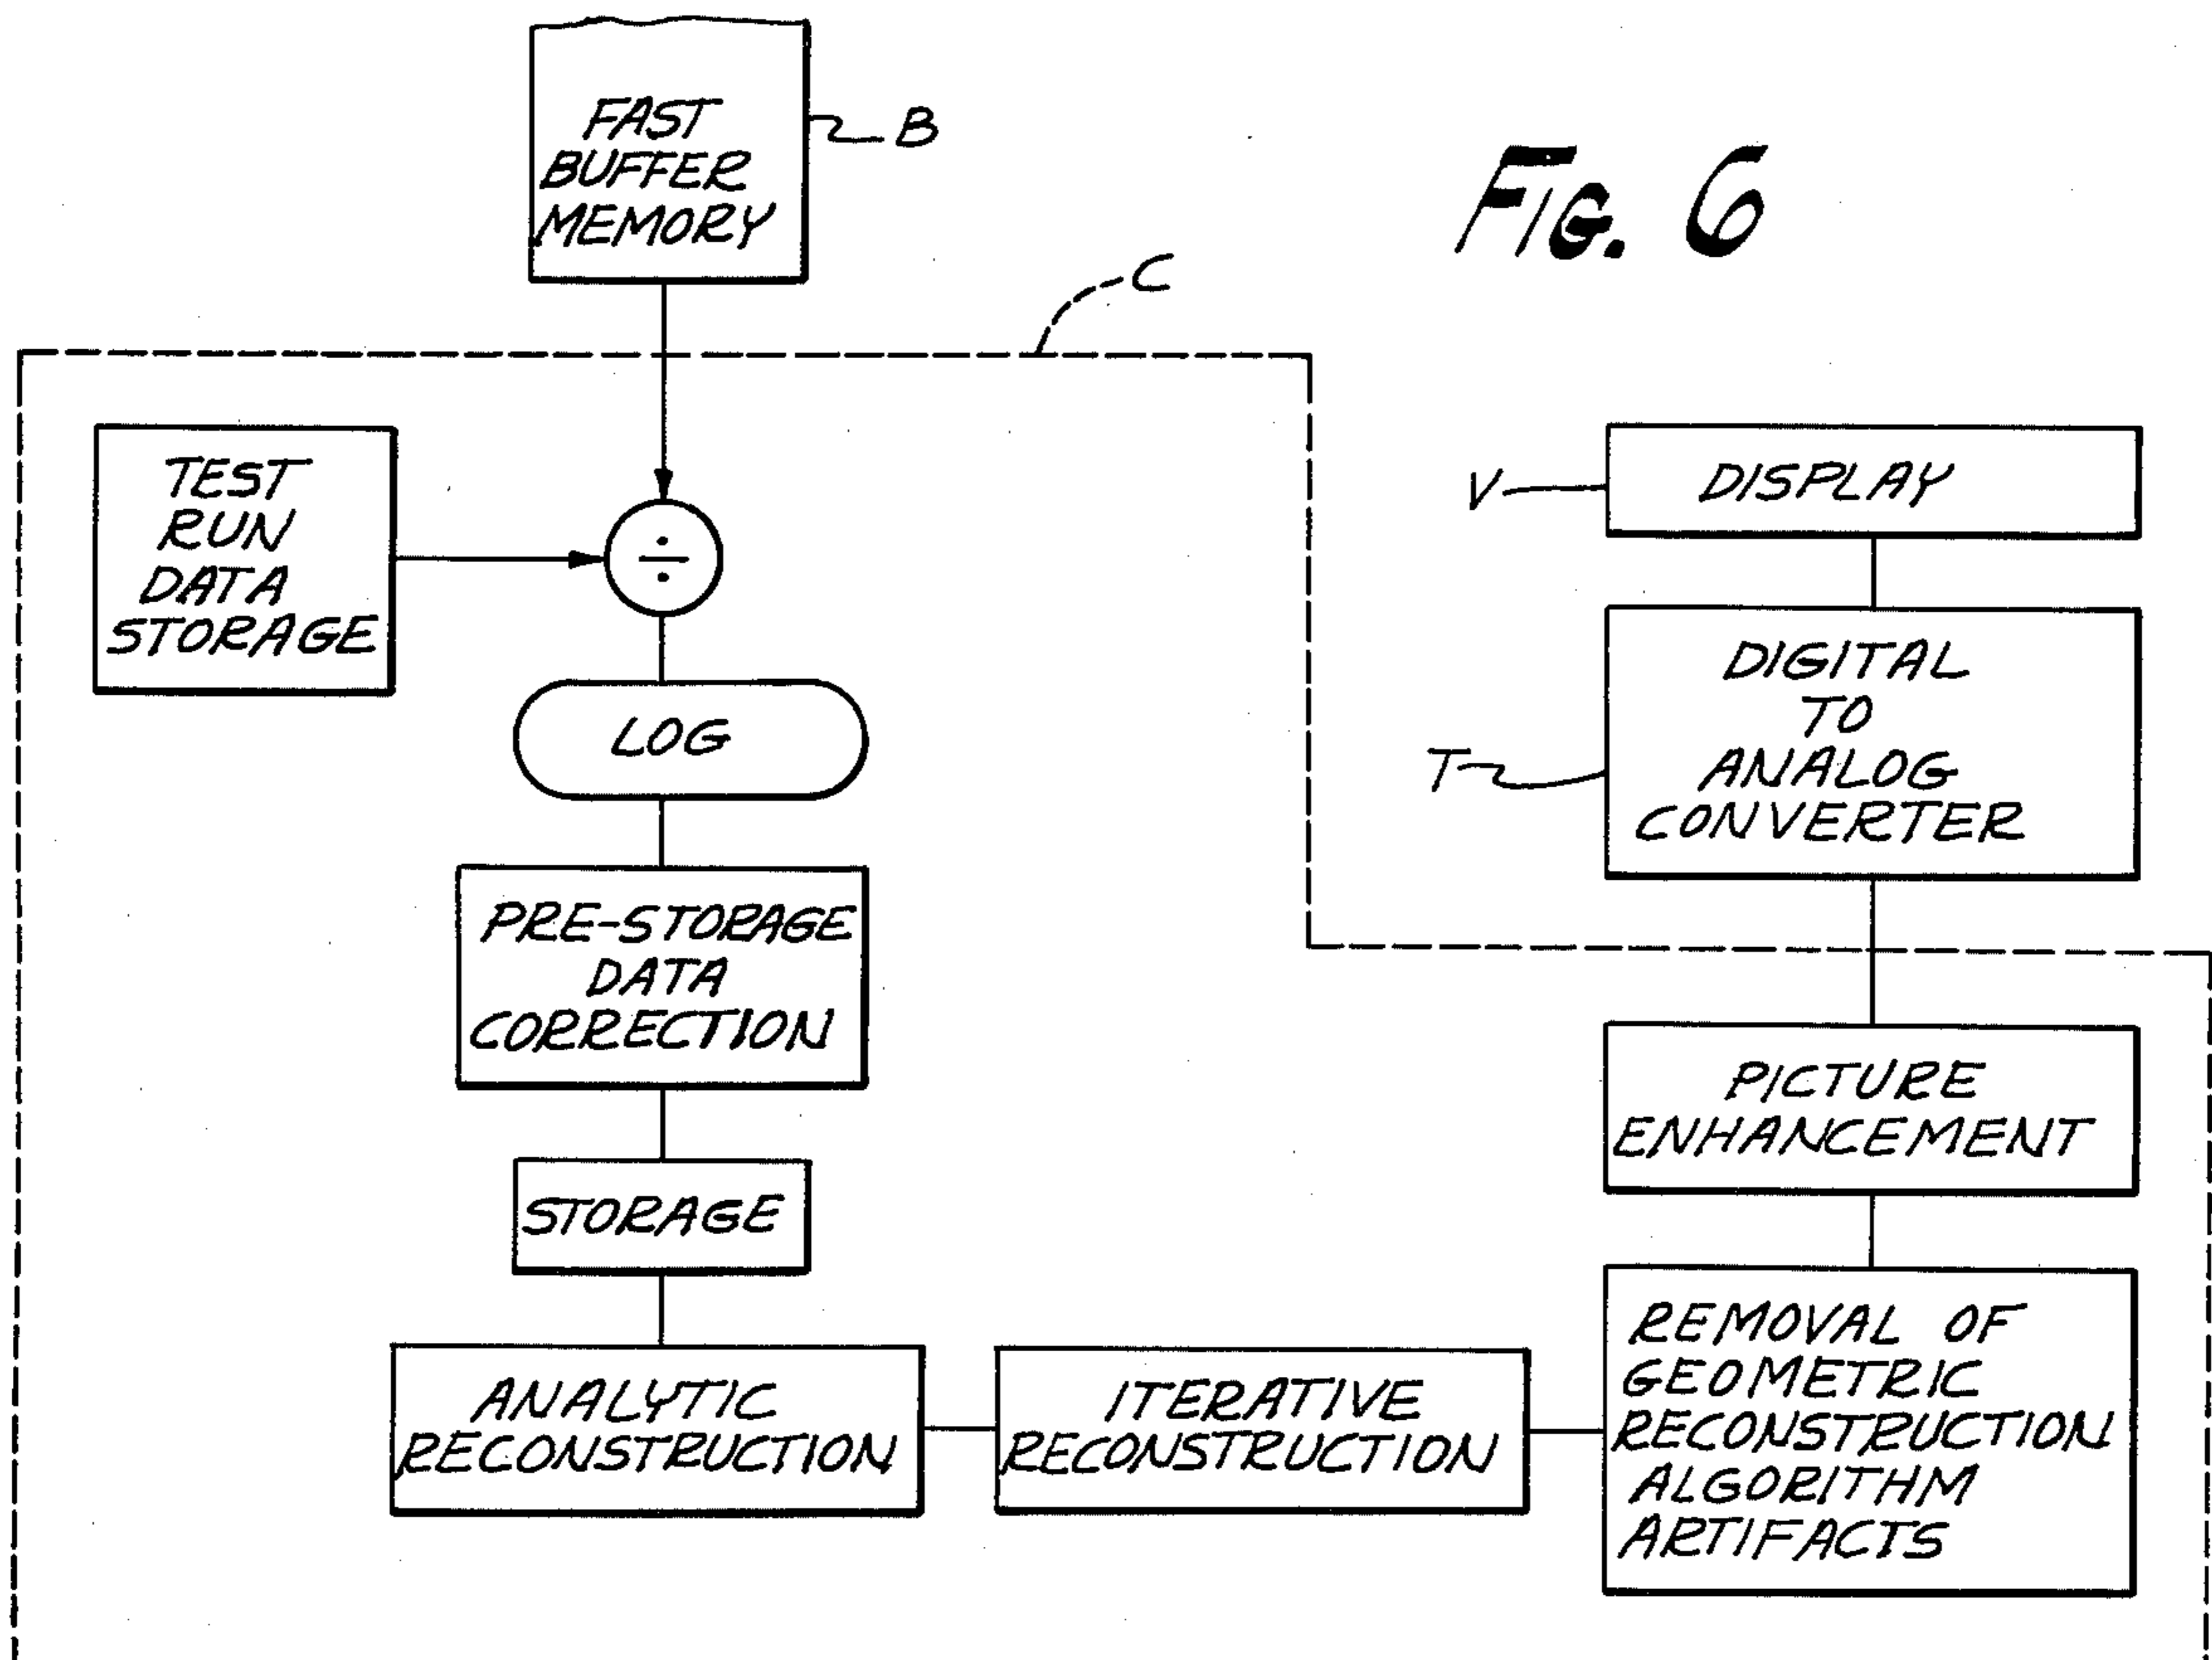 FAST
BUFFER
MEMORY
B
FIG. 6
C
TEST
RUN
DATA
STORAGE
÷
LOG
PRE-STORAGE
DATA
CORRECTION
STORAGE
ANALYTIC
RECONSTRUCTION
ITERATIVE
RECONSTRUCTION
REMOVAL OF
GEOMETRIC
RECONSTRUCTION
ALGORITHM
ARTIFACTS
PICTURE
ENHANCEMENT
T
DIGITAL
TO
ANALOG
CONVERTER
V
DISPLAY